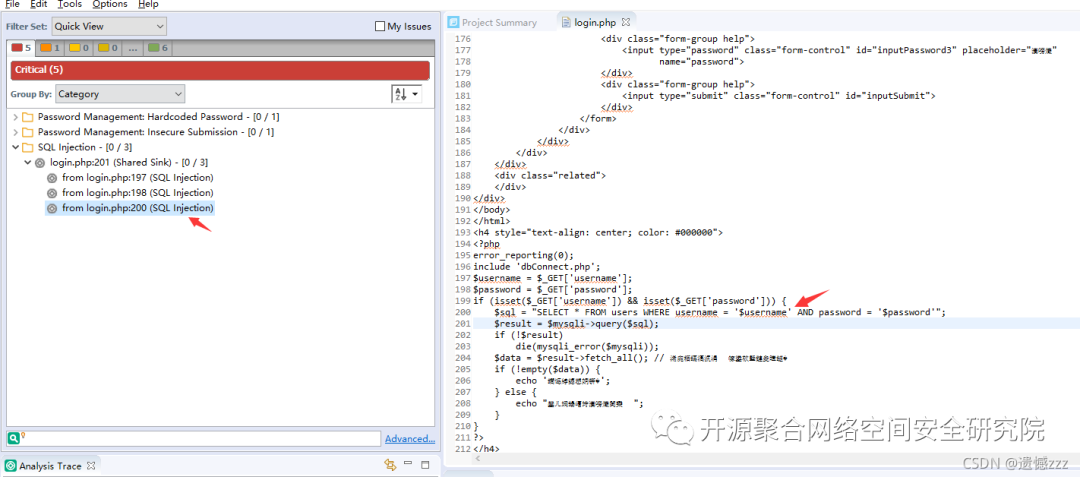 File Edit Tools Options Help
Filter Set: Quick View My Issues
5 1 0 0 ... 6
Critical (5)
Group By: Category
Password Management: Hardcoded Password - [0 / 1]
Password Management: Insecure Submission - [0 / 1]
SQL Injection - [0 / 3]
login.php:201 (Shared Sink) - [0 / 3]
from login.php:197 (SQL Injection)
from login.php:198 (SQL Injection)
from login.php:200 (SQL Injection)
Advanced...
Analysis Trace
Project Summary login.php
176 <div class="form-group help">
177 <input type="password" class="form-control" id="inputPassword3" placeholder="
178 name="password">
179 </div>
180 <div class="form-group help">
181 <input type="submit" class="form-control" id="inputSubmit">
182 </div>
183 </form>
184 </div>
185 </div>
186 </div>
187 </div>
188 <div class="related">
189 </div>
190 </div>
191 </body>
192 </html>
193 <h4 style="text-align: center; color: #000000">
194 <?php
195 error_reporting(0);
196 include 'dbConnect.php';
197 $username = $_GET['username'];
198 $password = $_GET['password'];
199 if (isset($_GET['username']) && isset($_GET['password'])) {
200 $sql = "SELECT * FROM users WHERE username = '$username' AND password = '$password'";
201 $result = $mysqli->query($sql);
202 if (!$result)
203 die(mysqli_error($mysqli));
204 $data = $result->fetch_all(); //
205 if (!empty($data)) {
206 echo '
207 } else {
208 echo "
209 }
210 }
211 ?>
212 </h4>
开源聚合网络空间安全研究院
CSDN @遗憾zzz